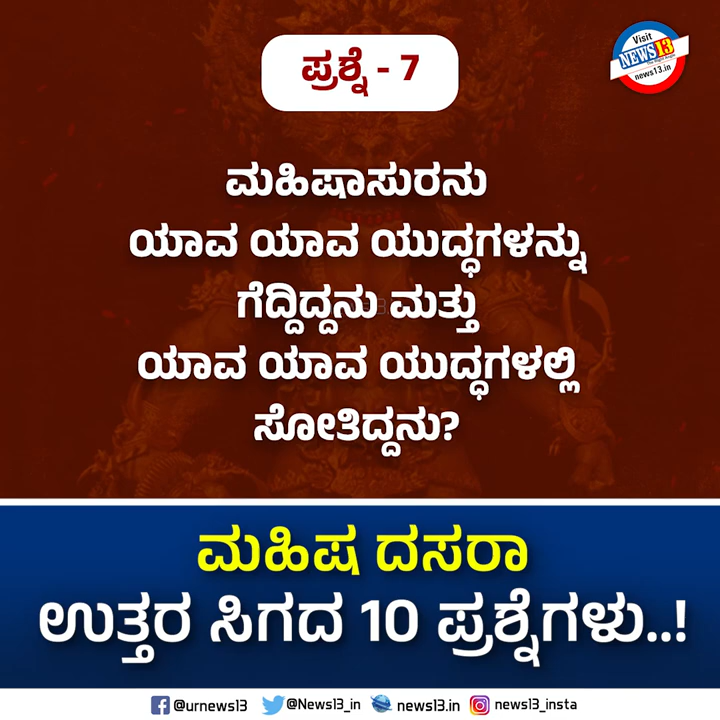 ಪ್ರಶ್ನೆ - 7
Visit
NEWS13
news13.in
ಮಹಿಷಾಸುರನು
ಯಾವ ಯಾವ ಯುದ್ಧಗಳನ್ನು
ಗೆದ್ದಿದ್ದನು ಮತ್ತು
ಯಾವ ಯಾವ ಯುದ್ಧಗಳಲ್ಲಿ
ಸೋತಿದ್ದನು?
ಮಹಿಷ ದಸರಾ
ಉತ್ತರ ಸಿಗದ 10 ಪ್ರಶ್ನೆಗಳು..!
@urnews13 @News13_in news13.in news13_insta